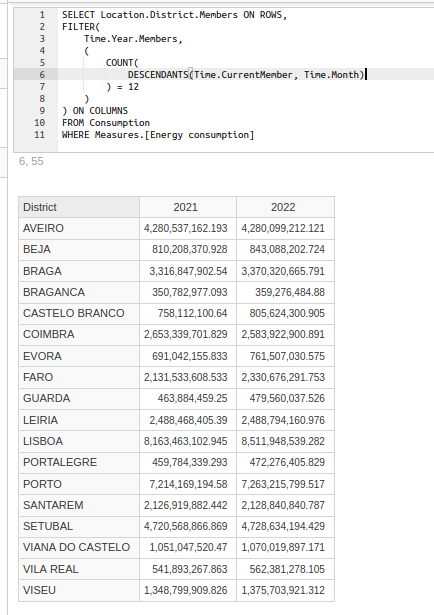 1 SELECT Location.District.Members ON ROWS,
2 FILTER(
3 Time.Year.Members,
4 (
5 COUNT(
6 DESCENDANTS(Time.CurrentMember, Time.Month)
7 ) = 12
8 )
9 ) ON COLUMNS
10 FROM Consumption
11 WHERE Measures.[Energy consumption]
6, 55
District 2021 2022
AVEIRO 4,280,537,162.193 4,280,099,212.121
BEJA 810,208,370.928 843,088,202.724
BRAGA 3,316,847,902.54 3,370,320,665.791
BRAGANCA 350,782,977.093 359,276,484.88
CASTELO BRANCO 758,112,100.64 805,624,300.905
COIMBRA 2,653,339,701.829 2,583,922,900.891
EVORA 691,042,155.833 761,507,030.575
FARO 2,131,533,608.533 2,330,676,291.753
GUARDA 463,884,459.25 479,560,037.526
LEIRIA 2,488,468,405.39 2,488,794,160.976
LISBOA 8,163,463,102.945 8,511,948,539.282
PORTALEGRE 459,784,339.293 472,276,405.829
PORTO 7,214,169,194.58 7,263,215,799.517
SANTAREM 2,126,919,882.442 2,128,840,840.787
SETUBAL 4,720,568,866.869 4,728,634,194.429
VIANA DO CASTELO 1,051,047,520.47 1,070,019,897.171
VILA REAL 541,893,267.863 562,381,278.105
VISEU 1,348,799,909.826 1,375,703,921.312